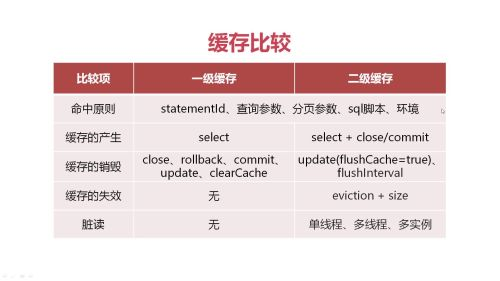 缓存比较
比较项 一级缓存 二级缓存
命中原则 statementId、查询参数、分页参数、sql脚本、环境
缓存的产生 select select + close/commit
缓存的销毁 close、rollback、commit、 update(flushCache=true)、
update、clearCache flushInterval
缓存的失效 无 eviction + size
脏读 无 单线程、多线程、多实例